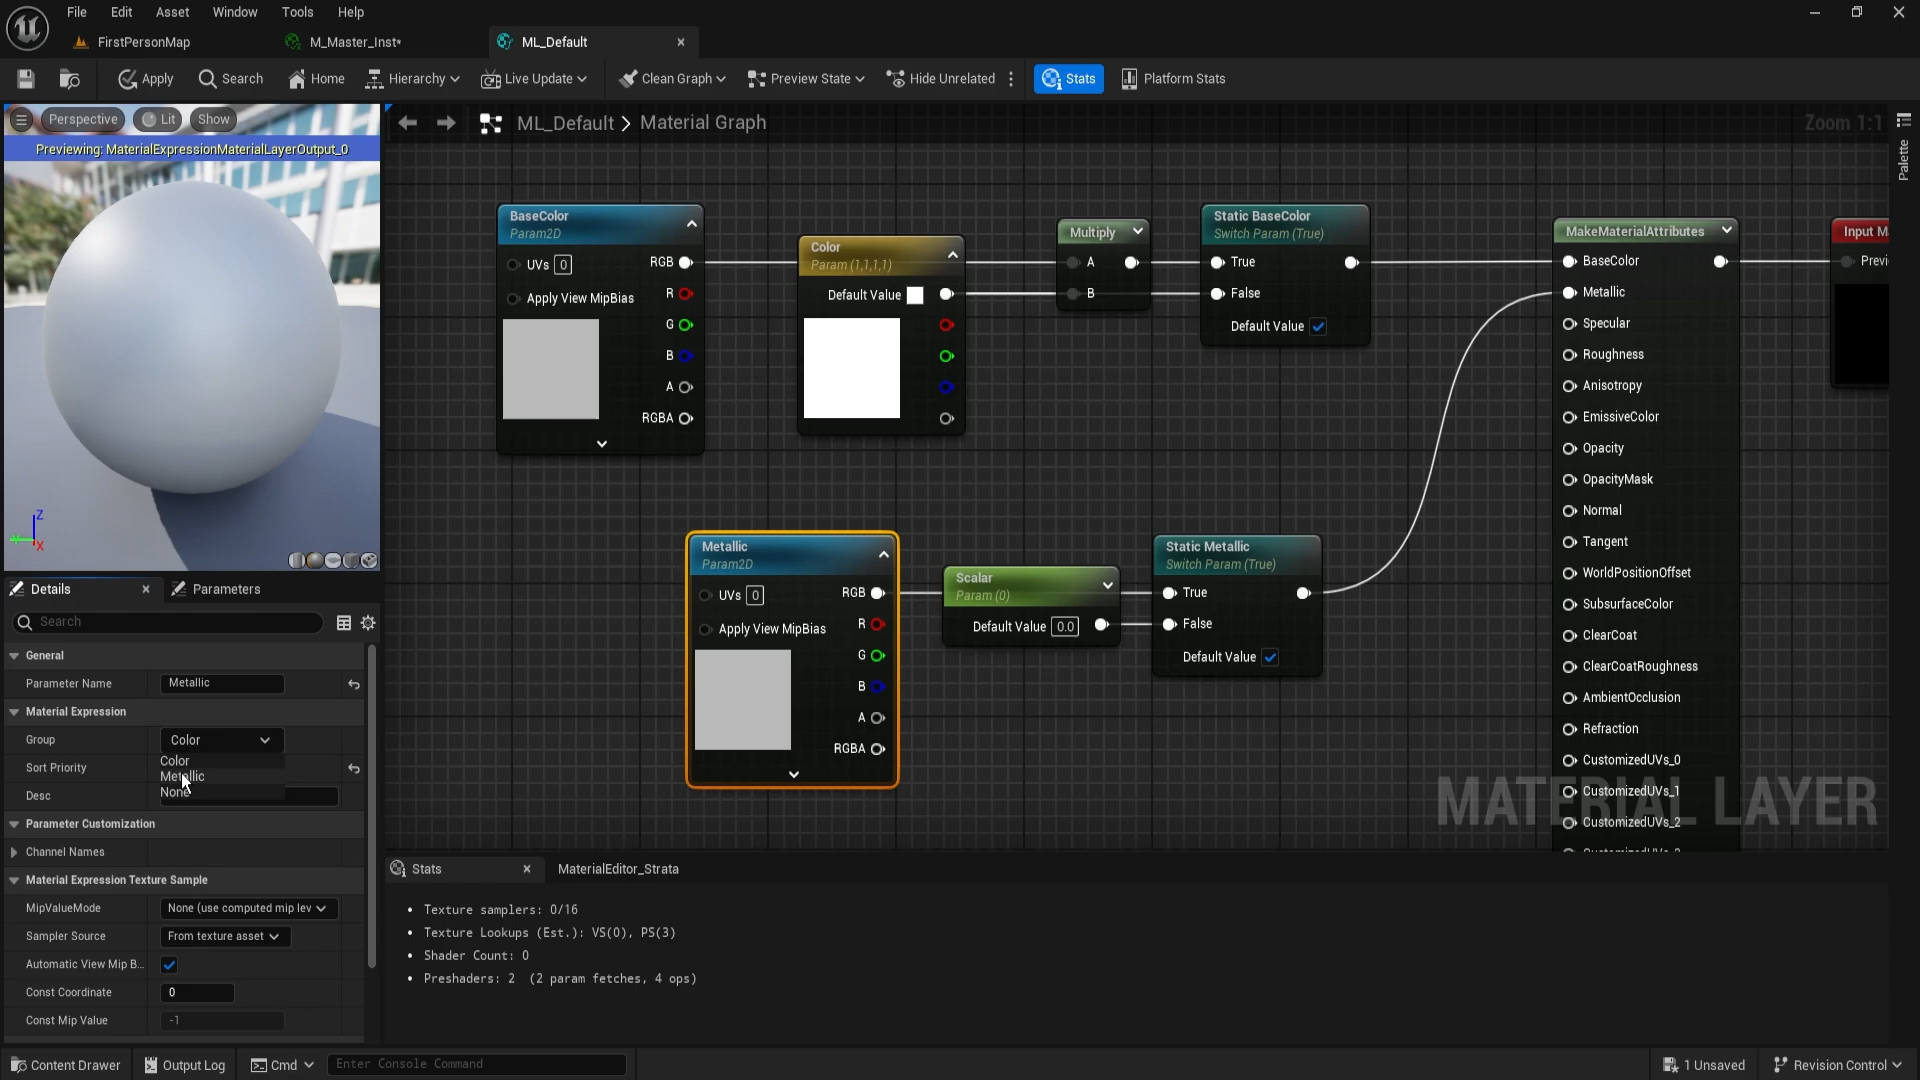 File Edit Asset Window Tools Help
FirstPersonMap M_Master_Inst* ML_Default
Apply Search Home Hierarchy Live Update Clean Graph Preview State Hide Unrelated Stats Platform Stats
Perspective Lit Show
Previewing: MaterialExpressionMaterialLayerOutput_0
Z
X
ML_Default > Material Graph
Zoom 1:1
Palette
BaseColor
Param2D
UVs 0
Apply View MipBias
RGB
R
G
B
A
RGBA
Color
Param (1,1,1,1)
Default Value
Multiply
A
B
Static BaseColor
Switch Param (True)
True
False
Default Value
MakeMaterialAttributes
BaseColor
Metallic
Specular
Roughness
Anisotropy
EmissiveColor
Opacity
OpacityMask
Normal
Tangent
WorldPositionOffset
SubsurfaceColor
ClearCoat
ClearCoatRoughness
AmbientOcclusion
Refraction
CustomizedUVs_0
CustomizedUVs_1
CustomizedUVs_2
Input M
Previ
Metallic
Param2D
UVs 0
Apply View MipBias
RGB
R
G
B
A
RGBA
Scalar
Param (0)
Default Value 0.0
Static Metallic
Switch Param (True)
True
False
Default Value
MATERIAL LAYER
Details Parameters
Search
General
Parameter Name Metallic
Material Expression
Group Color
Color
Sort Priority
Metallic
None
Desc
Parameter Customization
Channel Names
Material Expression Texture Sample
MipValueMode None (use computed mip lev
Sampler Source From texture asset
Automatic View Mip B...
Const Coordinate 0
Const Mip Value -1
Stats MaterialEditor_Strata
• Texture samplers: 0/16
• Texture Lookups (Est.): VS(0), PS(3)
• Shader Count: 0
• Preshaders: 2 (2 param fetches, 4 ops)
Content Drawer Output Log Cmd Enter Console Command 1 Unsaved Revision Control